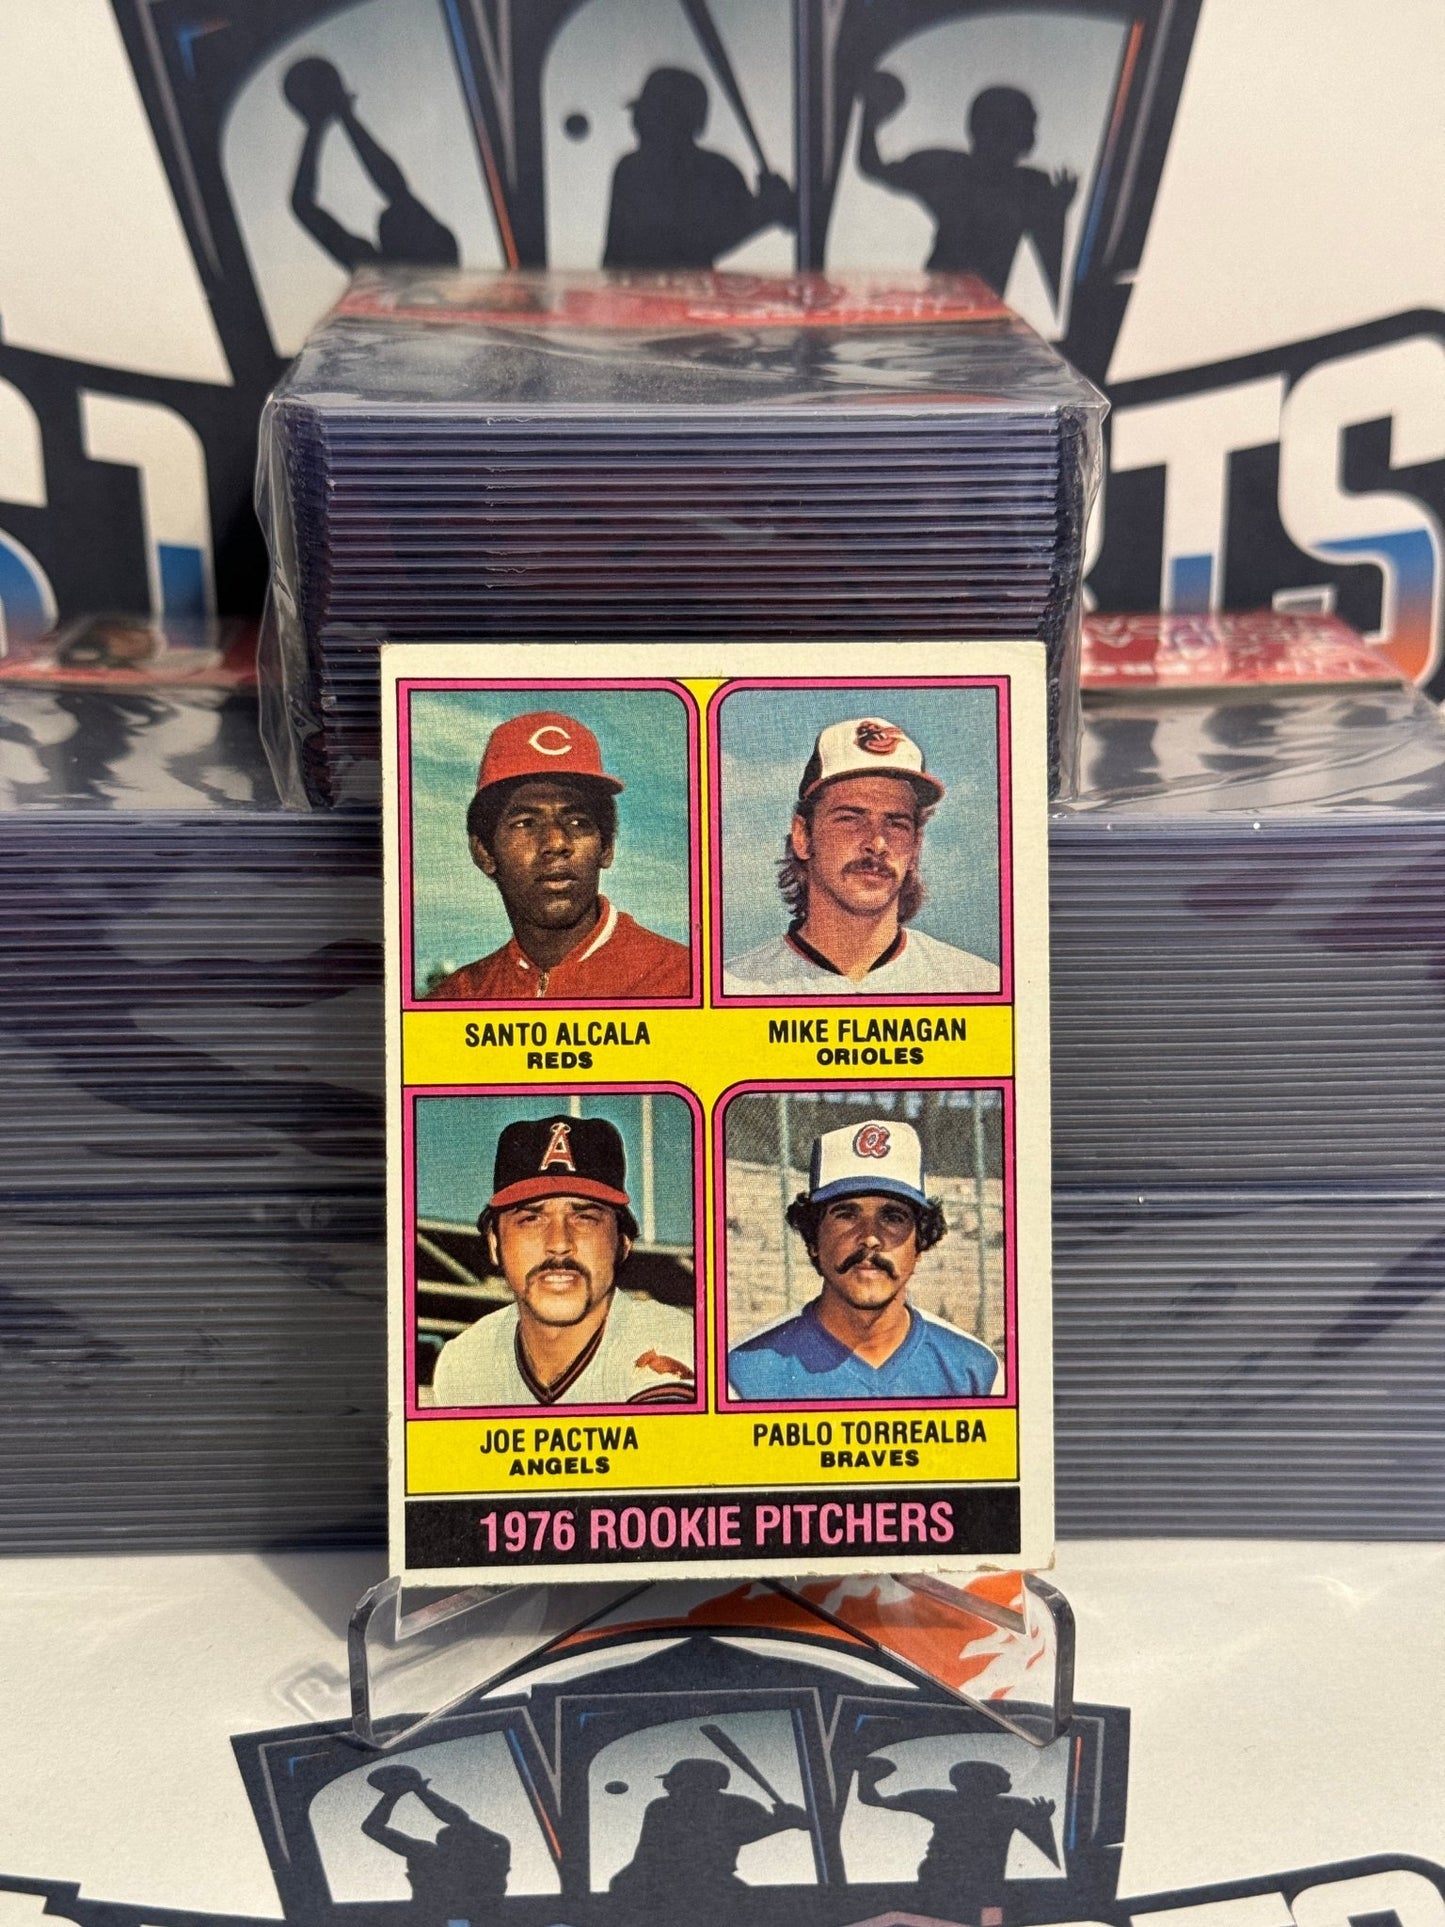 SANTO ALCALA
REDS
MIKE FLANAGAN
ORIOLES
JOE PACTWA
ANGELS
PABLO TORREALBA
BRAVES
1976 ROOKIE PITCHERS